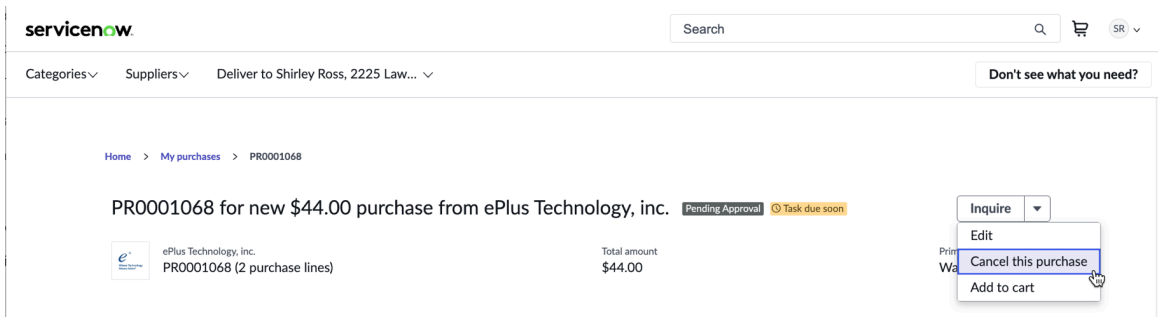 servicenow
Search
SR
Categories Suppliers Deliver to Shirley Ross, 2225 Law...
Don't see what you need?
Home > My purchases > PR0001068
PR0001068 for new $44.00 purchase from ePlus Technology, inc. Pending Approval Task due soon
Inquire
Edit
Cancel this purchase
Add to cart
ePlus Technology, inc.
PR0001068 (2 purchase lines)
Total amount
$44.00
Prim
Wa